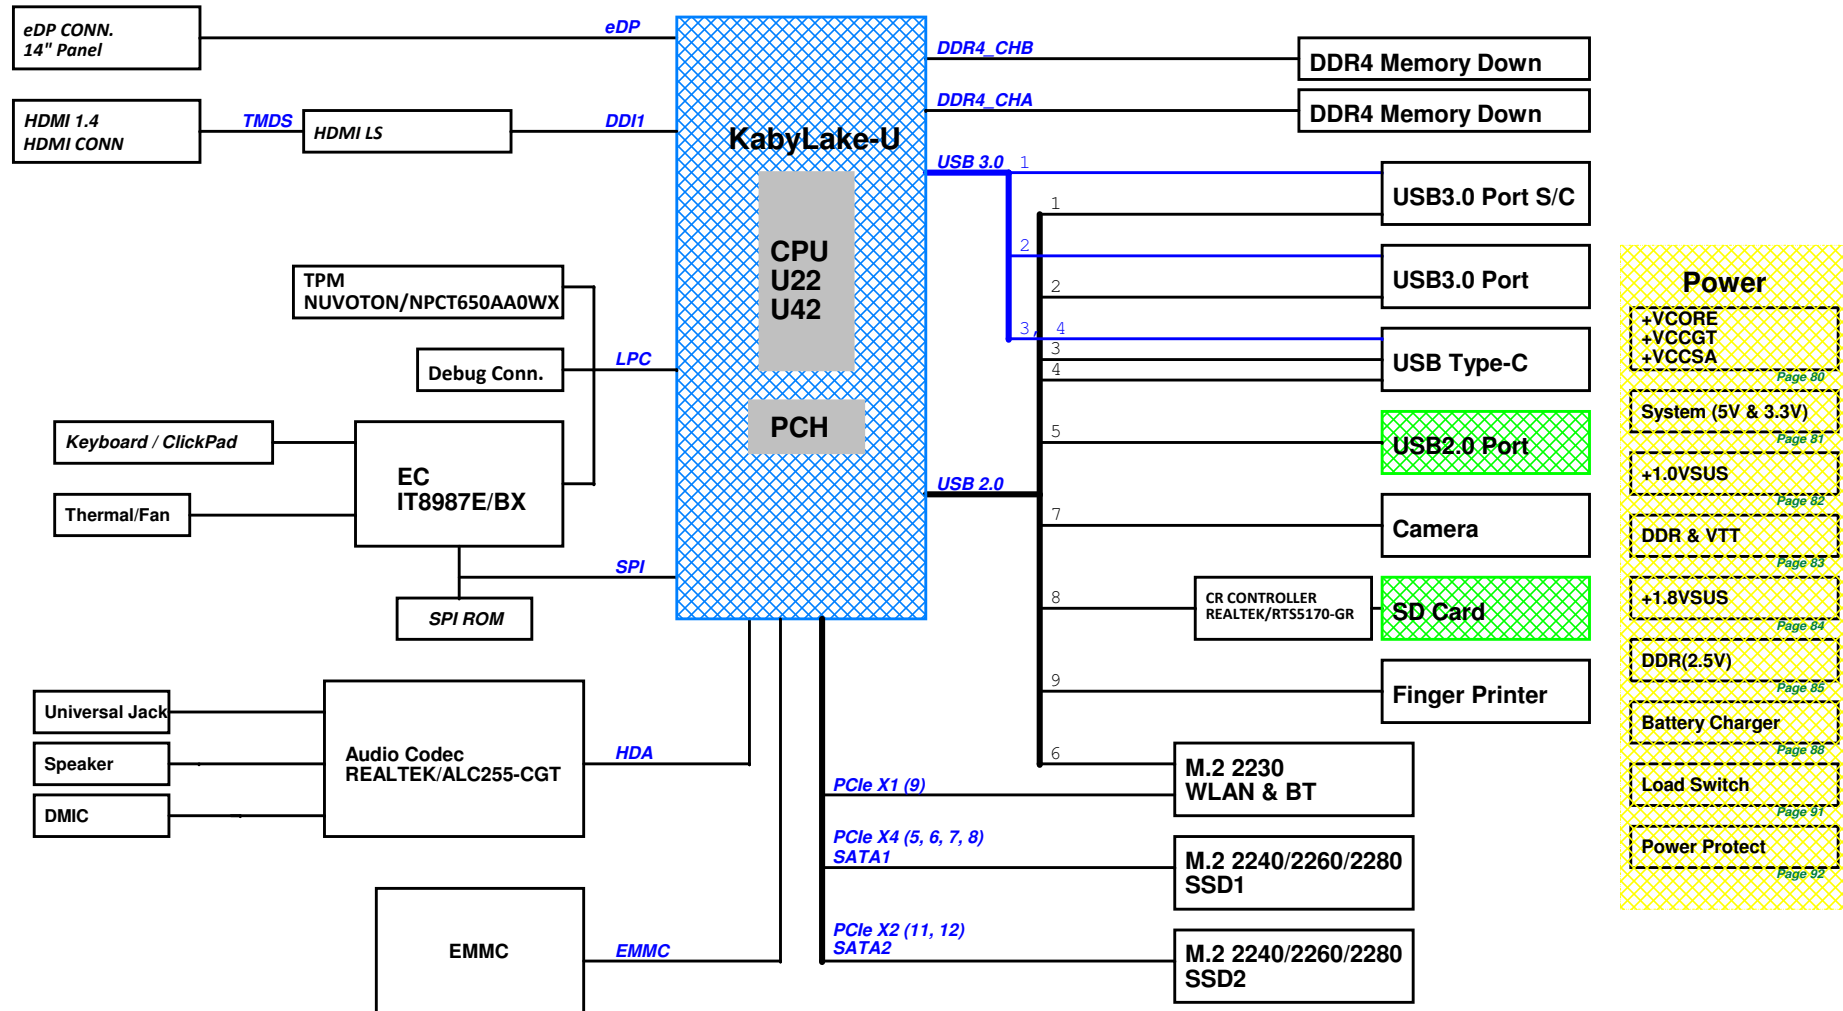 eDP CONN.
14" Panel
eDP
HDMI 1.4
HDMI CONN
TMDS
HDMI LS
DDI1
KabyLake-U
CPU
U22
U42
PCH
TPM
NUVOTON/NPCT650AA0WX
Debug Conn.
LPC
Keyboard / ClickPad
Thermal/Fan
EC
IT8987E/BX
SPI
SPI ROM
Universal Jack
Speaker
DMIC
Audio Codec
REALTEK/ALC255-CGT
HDA
EMMC
EMMC
DDR4_CHB
DDR4 Memory Down
DDR4_CHA
DDR4 Memory Down
USB 3.0
1
1
USB3.0 Port S/C
2
2
USB3.0 Port
3, 4
3
4
USB Type-C
5
USB2.0 Port
USB 2.0
7
Camera
8
CR CONTROLLER
REALTEK/RTS5170-GR
SD Card
9
Finger Printer
6
M.2 2230
WLAN & BT
PCIe X1 (9)
PCIe X4 (5, 6, 7, 8)
SATA1
M.2 2240/2260/2280
SSD1
PCIe X2 (11, 12)
SATA2
M.2 2240/2260/2280
SSD2
Power
+VCORE
+VCCGT
+VCCSA
Page 80
System (5V & 3.3V)
Page 81
+1.0VSUS
Page 82
DDR & VTT
Page 83
+1.8VSUS
Page 84
DDR(2.5V)
Page 85
Battery Charger
Page 88
Load Switch
Page 91
Power Protect
Page 92